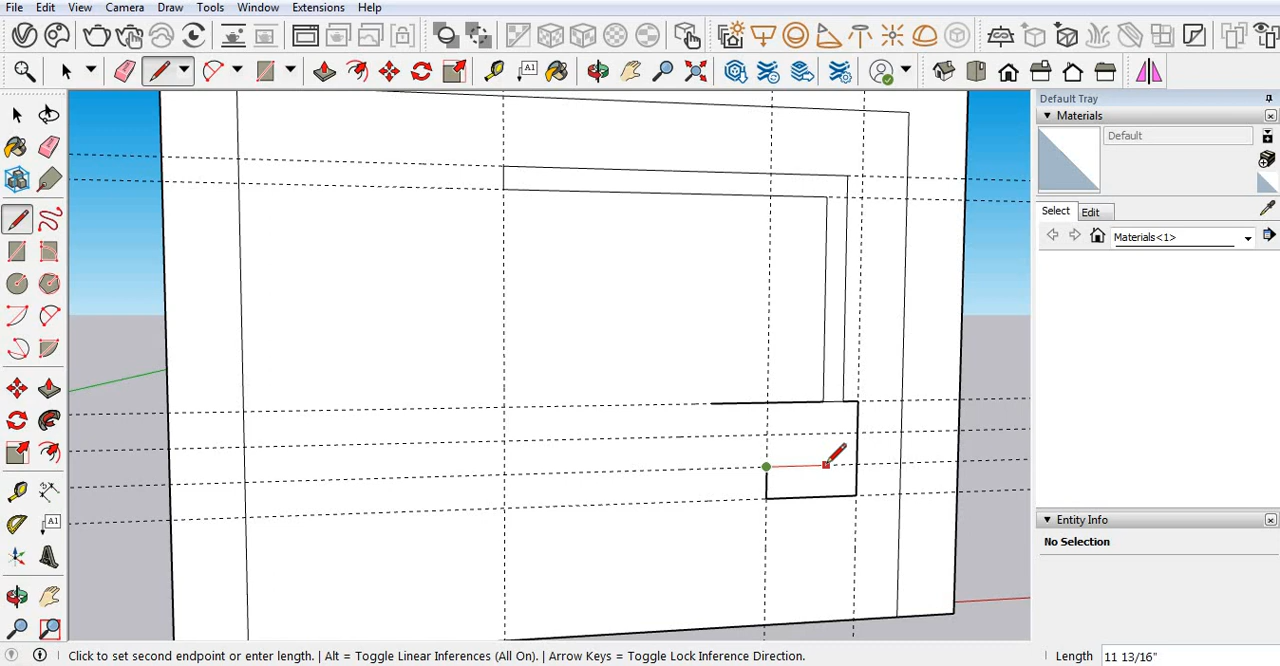 File Edit View Camera Draw Tools Window Extensions Help
A1
Default Tray
Materials
Default
Select Edit
Materials<1>
A1
Entity Info
No Selection
Click to set second endpoint or enter length. | Alt = Toggle Linear Inferences (All On). | Arrow Keys = Toggle Lock Inference Direction.
Length 11 13/16"